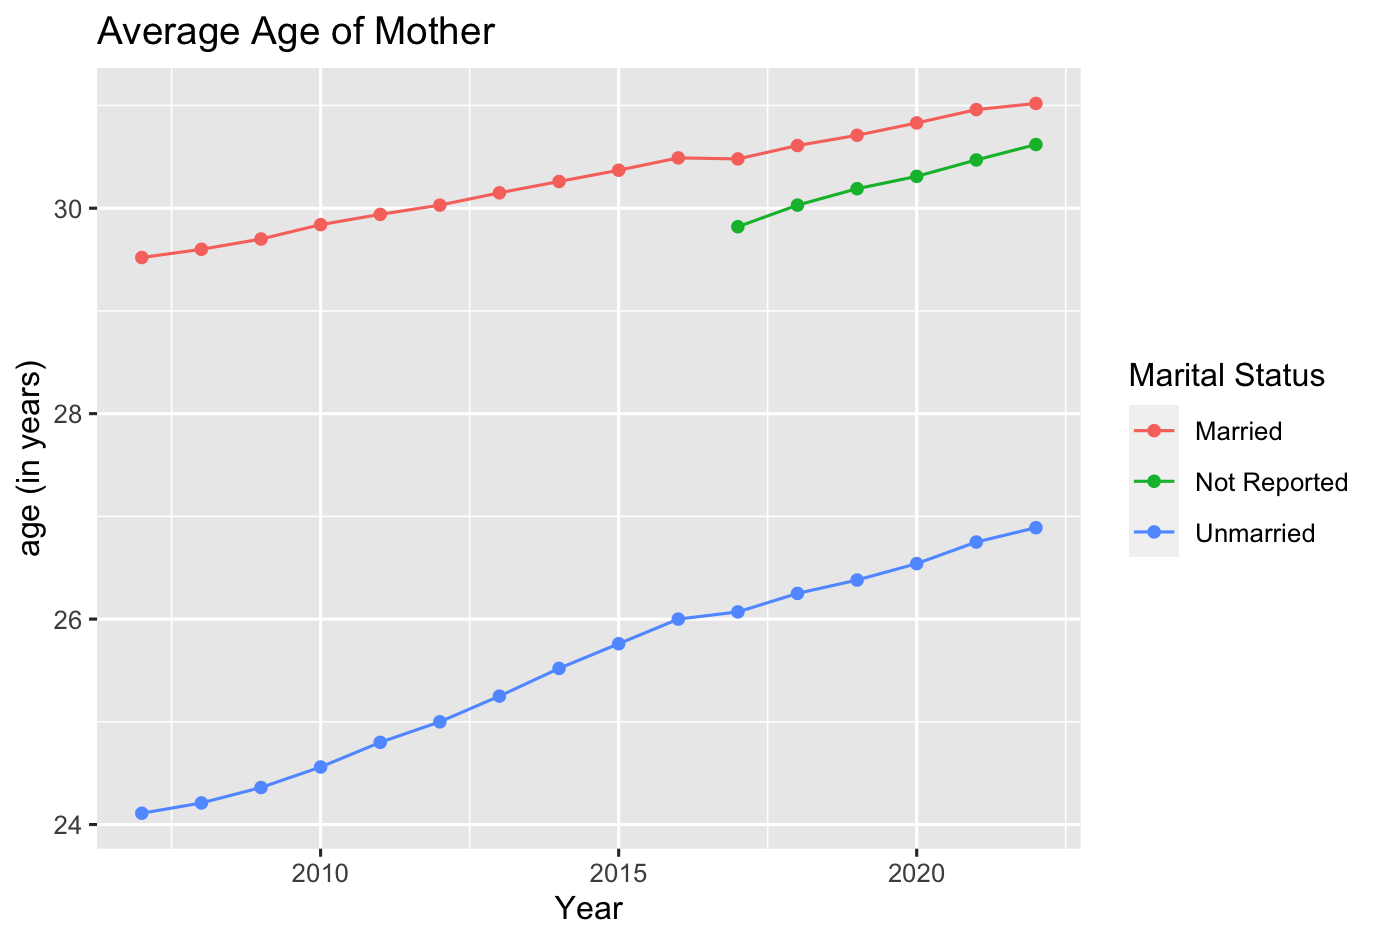 Average Age of Mother
30
28
26
24
age (in years)
2010 2015 2020
Year
Marital Status
Married
Not Reported
Unmarried